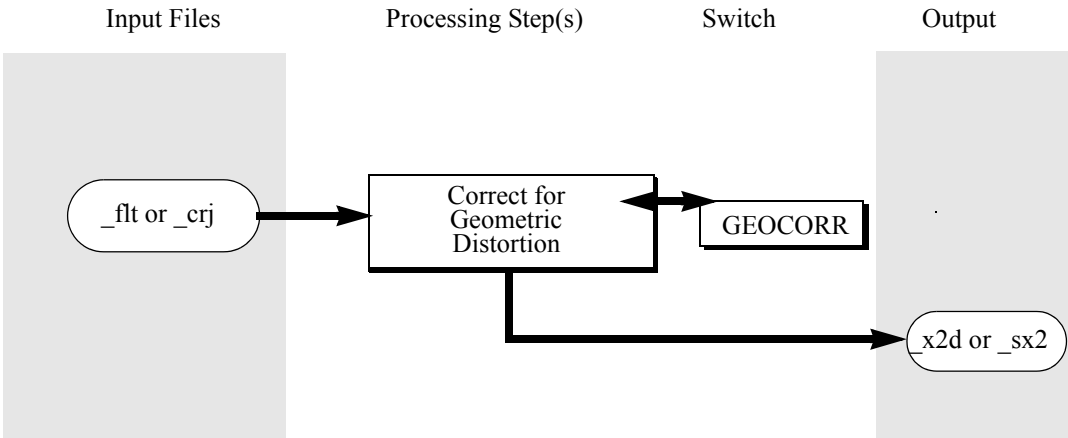 Input Files
Processing Step(s)
Switch
Output
_flt or _crj
Correct for
Geometric
Distortion
GEOCORR
_x2d or _sx2